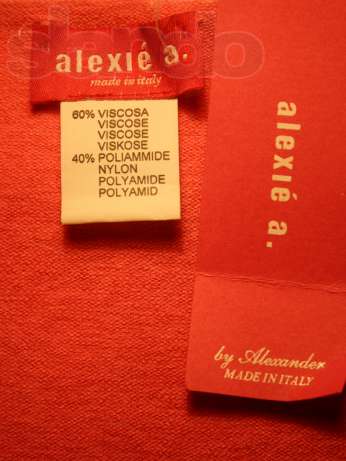 slando
alexié a.
made in italy
60% VISCOSA
VISCOSE
VISCOSE
VISKOSE
40% POLIAMMIDE
NYLON
POLYAMIDE
POLYAMID
alexié a.
by Alexander
MADE IN ITALY